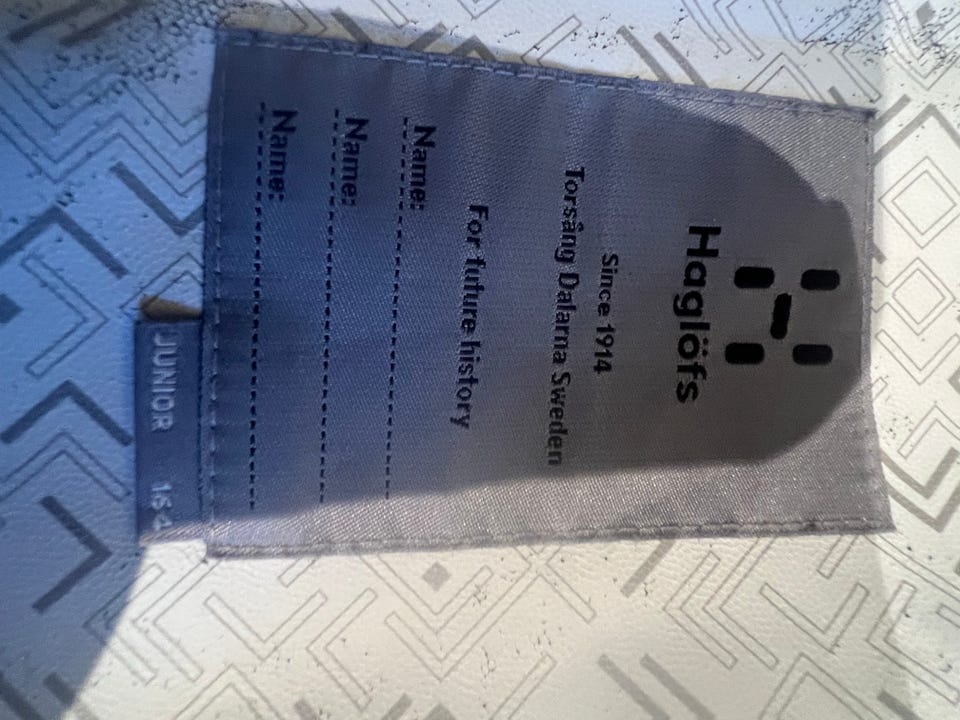 Haglöfs
Since 1914
Torsång Dalarna Sweden
For future history
Name:
Name:
Name:
JUNIOR 164